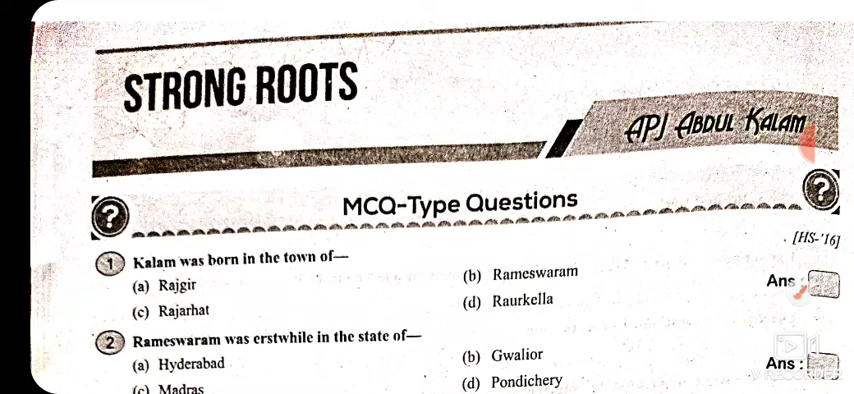 STRONG ROOTS
APJ ABDUL KALAM
MCQ-Type Questions
[HS-'16]
1 Kalam was born in the town of—
(a) Rajgir (b) Rameswaram
(c) Rajarhat (d) Raurkella
Ans :
2 Rameswaram was erstwhile in the state of—
(a) Hyderabad (b) Gwalior
(c) Madras (d) Pondichery
Ans :